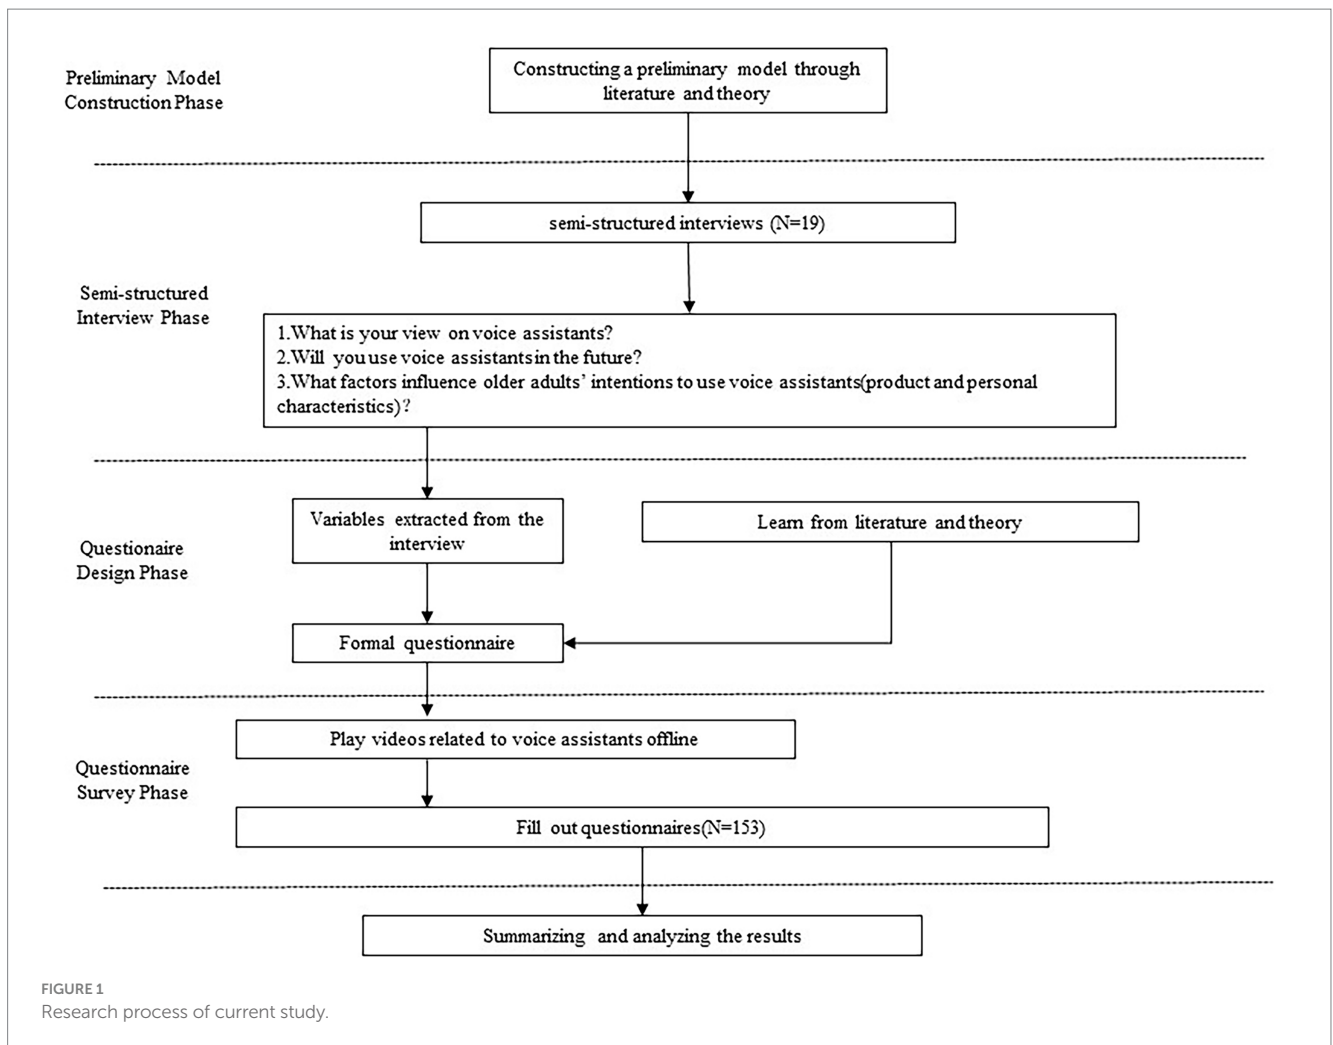 Preliminary Model
Construction Phase
Constructing a preliminary model through
literature and theory
semi-structured interviews (N=19)
Semi-structured
Interview Phase
1.What is your view on voice assistants?
2.Will you use voice assistants in the future?
3.What factors influence older adults' intentions to use voice assistants(product and personal
characteristics)?
Variables extracted from the
interview
Learn from literature and theory
Questionaire
Design Phase
Formal questionnaire
Play videos related to voice assistants offline
Questionnaire
Survey Phase
Fill out questionnaires(N=153)
Summarizing and analyzing the results
FIGURE 1
Research process of current study.